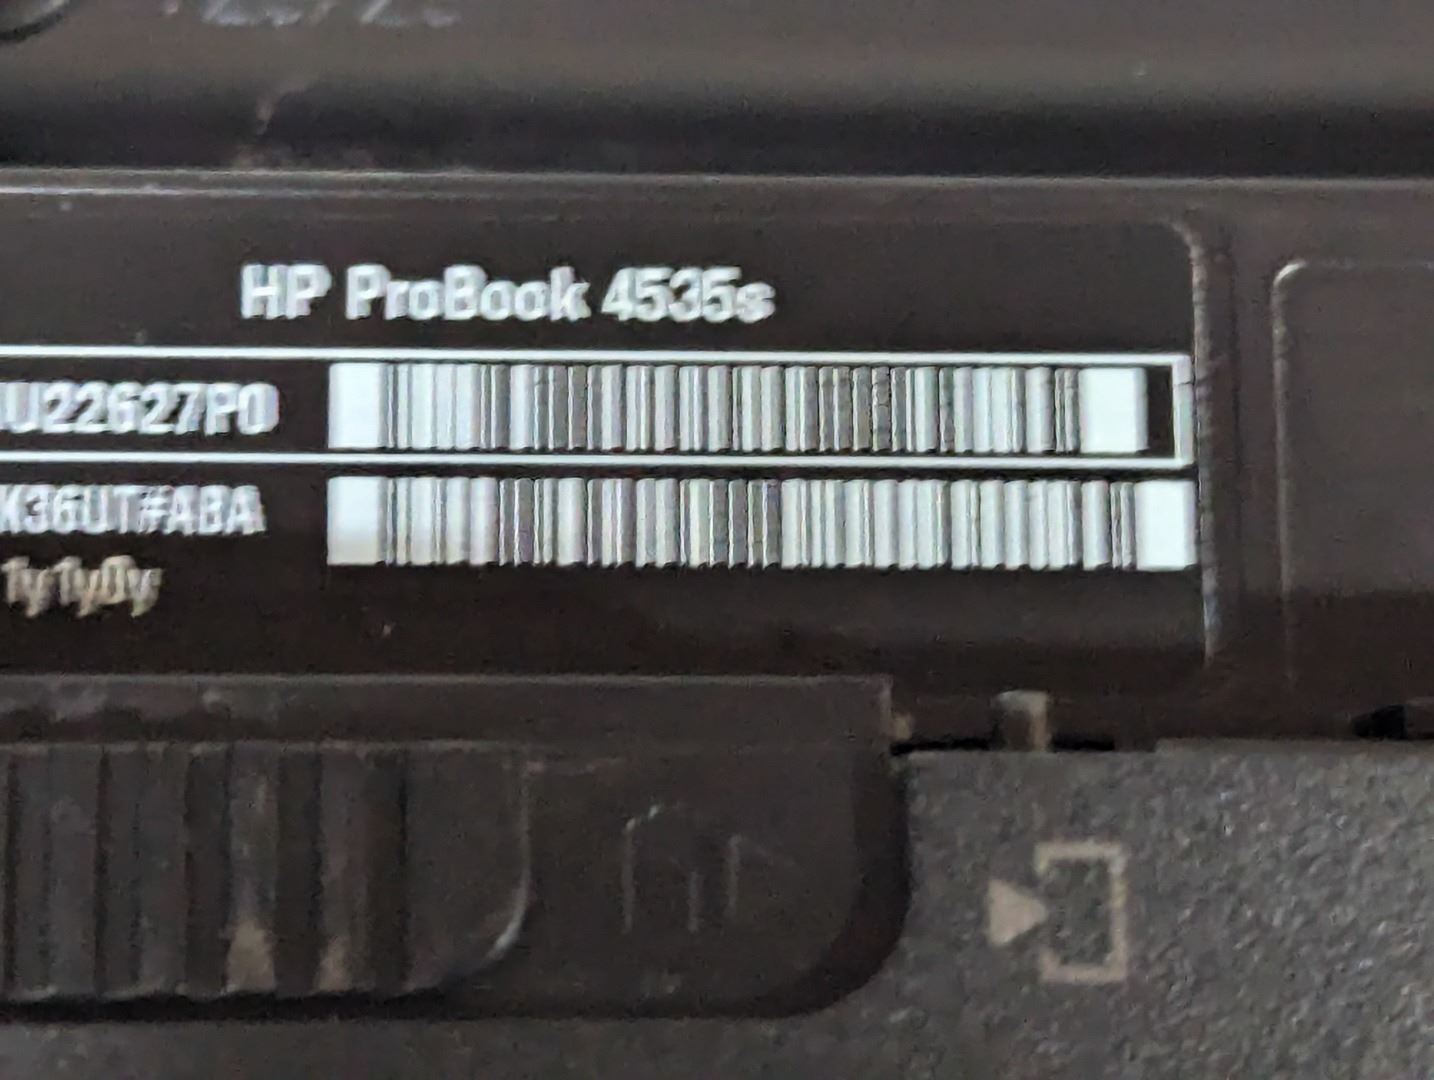 HP ProBook 4535s
U22627P0
K36UT#ABA
1y1y0y